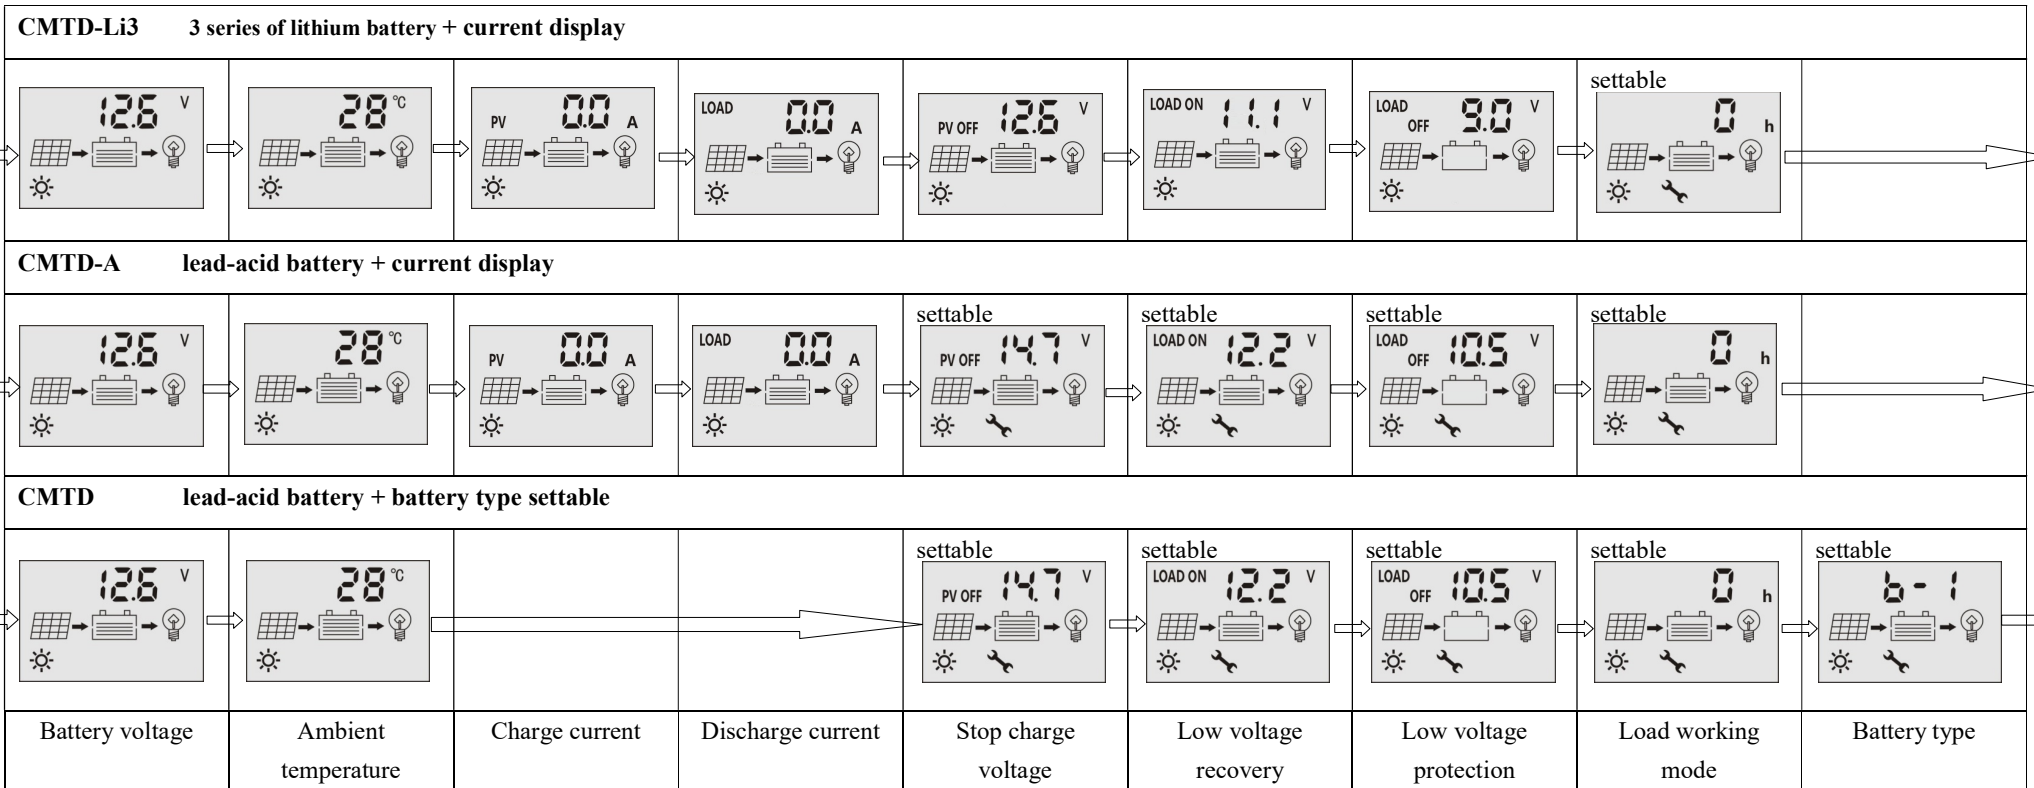 CMTD-Li3 3 series of lithium battery + current display
settable
12.6 V
28 °C
PV 0.0 A
LOAD 0.0 A
PV OFF 12.6 V
LOAD ON 11.1 V
LOAD OFF 9.0 V
0 h
CMTD-A lead-acid battery + current display
settable settable settable settable
12.6 V
28 °C
PV 0.0 A
LOAD 0.0 A
PV OFF 14.7 V
LOAD ON 12.2 V
LOAD OFF 10.5 V
0 h
CMTD lead-acid battery + battery type settable
settable settable settable settable settable
12.6 V
28 °C
PV OFF 14.7 V
LOAD ON 12.2 V
LOAD OFF 10.5 V
0 h
b-1
Battery voltage
Ambient
temperature
Charge current
Discharge current
Stop charge
voltage
Low voltage
recovery
Low voltage
protection
Load working
mode
Battery type